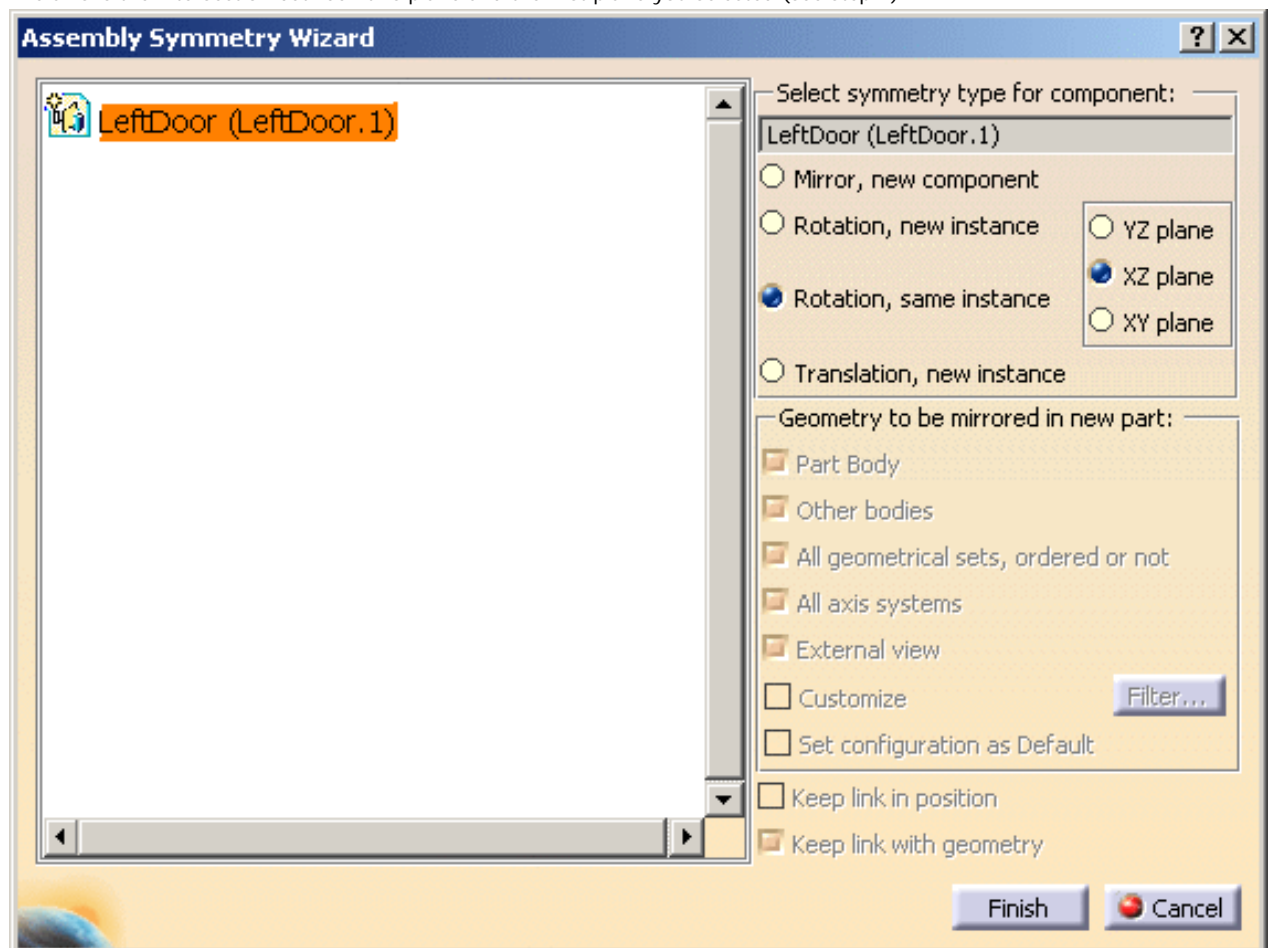 Assembly Symmetry Wizard
LeftDoor (LeftDoor.1)
Select symmetry type for component:
LeftDoor (LeftDoor.1)
Mirror, new component
Rotation, new instance
YZ plane
XZ plane
Rotation, same instance
XY plane
Translation, new instance
Geometry to be mirrored in new part:
Part Body
Other bodies
All geometrical sets, ordered or not
All axis systems
External view
Customize
Filter...
Set configuration as Default
Keep link in position
Keep link with geometry
Finish
Cancel